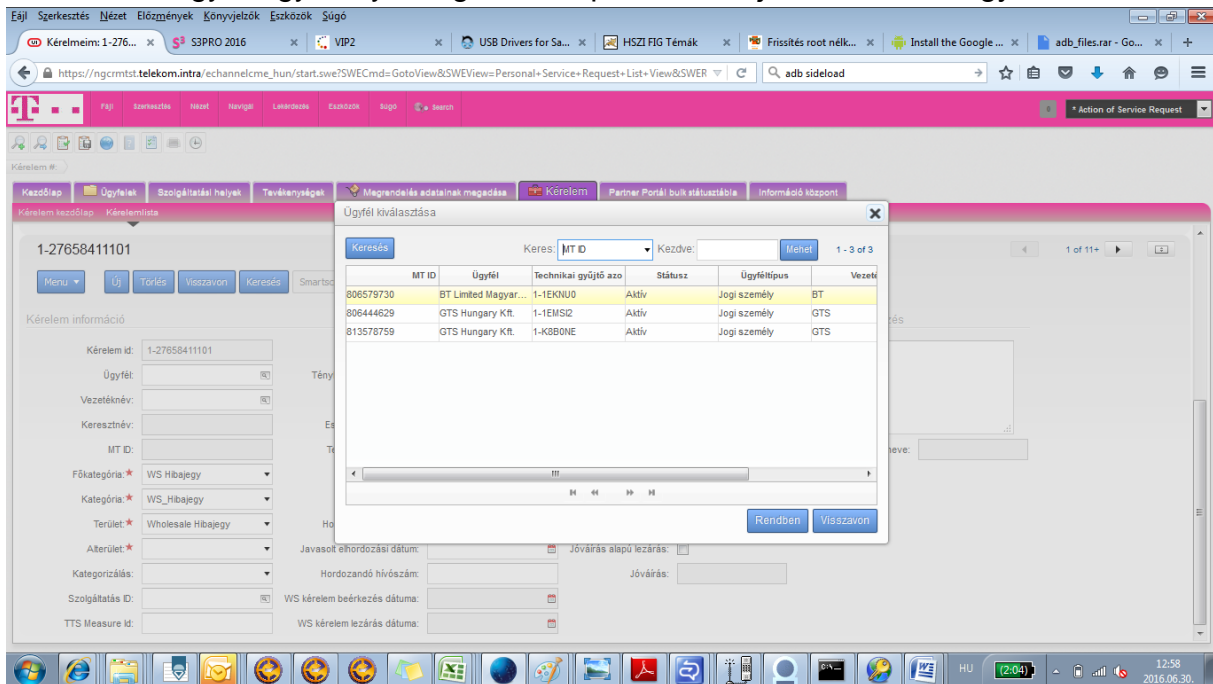 Fájl Szerkesztés Nézet Előzmények Könyvjelzők Eszközök Súgó
Kérelmeim: 1-276... × S3PRO 2016 × VIP2 × USB Drivers for Sa... × HSZI FIG Témák × Frissítés root nélk... × Install the Google ... × adb_files.rar - Go... × +
https://ngcrmtst.telekom.intra/echannelcme_hun/start.swe?SWECmd=GotoView&SWEView=Personal+Service+Request+List+View&SWER adb sideload
Fájl Szerkesztés Nézet Navigál Lekérdezés Eszközök Súgó Search * Action of Service Request
Kérelem #:
Kezdőlap Ügyfelek Szolgáltatási helyek Tevékenységek Megrendelés adatainak megadása Kérelem Partner Portál bulk státusztábla Információ központ
Kérelem kezdőlap Kérelemlista
Ügyfél kiválasztása
1-27658411101
1 of 11+
Keresés Keres: MT ID Kezdve: Mehet 1 - 3 of 3
Menu Új Törlés Visszavon Keresés Smartsc
MT ID Ügyfél Technikai gyűjtő azo Státusz Ügyféltípus Vezeté
806579730 BT Limited Magyar... 1-1EKNU0 Aktív Jogi személy BT
806444629 GTS Hungary Kft. 1-1EMSI2 Aktív Jogi személy GTS
813578759 GTS Hungary Kft. 1-K8B0NE Aktív Jogi személy GTS
Kérelem információ
Kérelem id: 1-27658411101
Ügyfél: Tény
Vezetéknév:
Keresztnév: Es
MT ID: Te neve:
Főkategória:* WS Hibajegy
Kategória:* WS_Hibajegy
Rendben Visszavon
Terület:* Wholesale Hibajegy Ho
Alterület:* Javasolt elhordozási dátum: Jóváírás alapú lezárás:
Kategorizálás: Hordozandó hívószám: Jóváírás:
Szolgáltatás ID: WS kérelem beérkezés dátuma:
TTS Measure Id: WS kérelem lezárás dátuma:
HU (2:04) 12:58
2016.06.30.